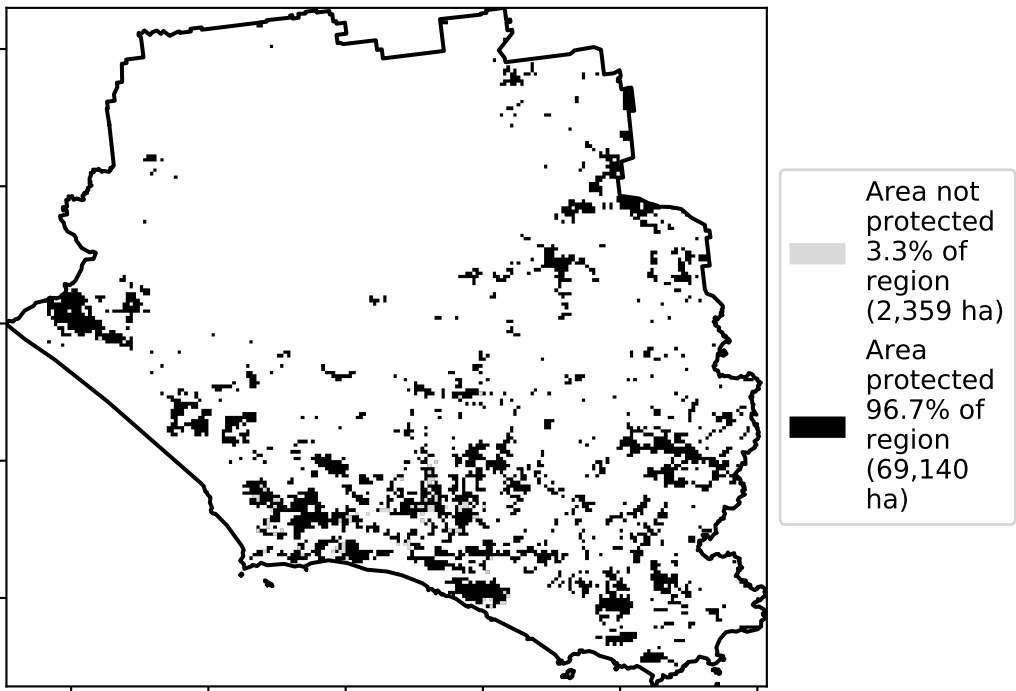 Area not
protected
3.3% of
region
(2,359 ha)
Area
protected
96.7% of
region
(69,140
ha)